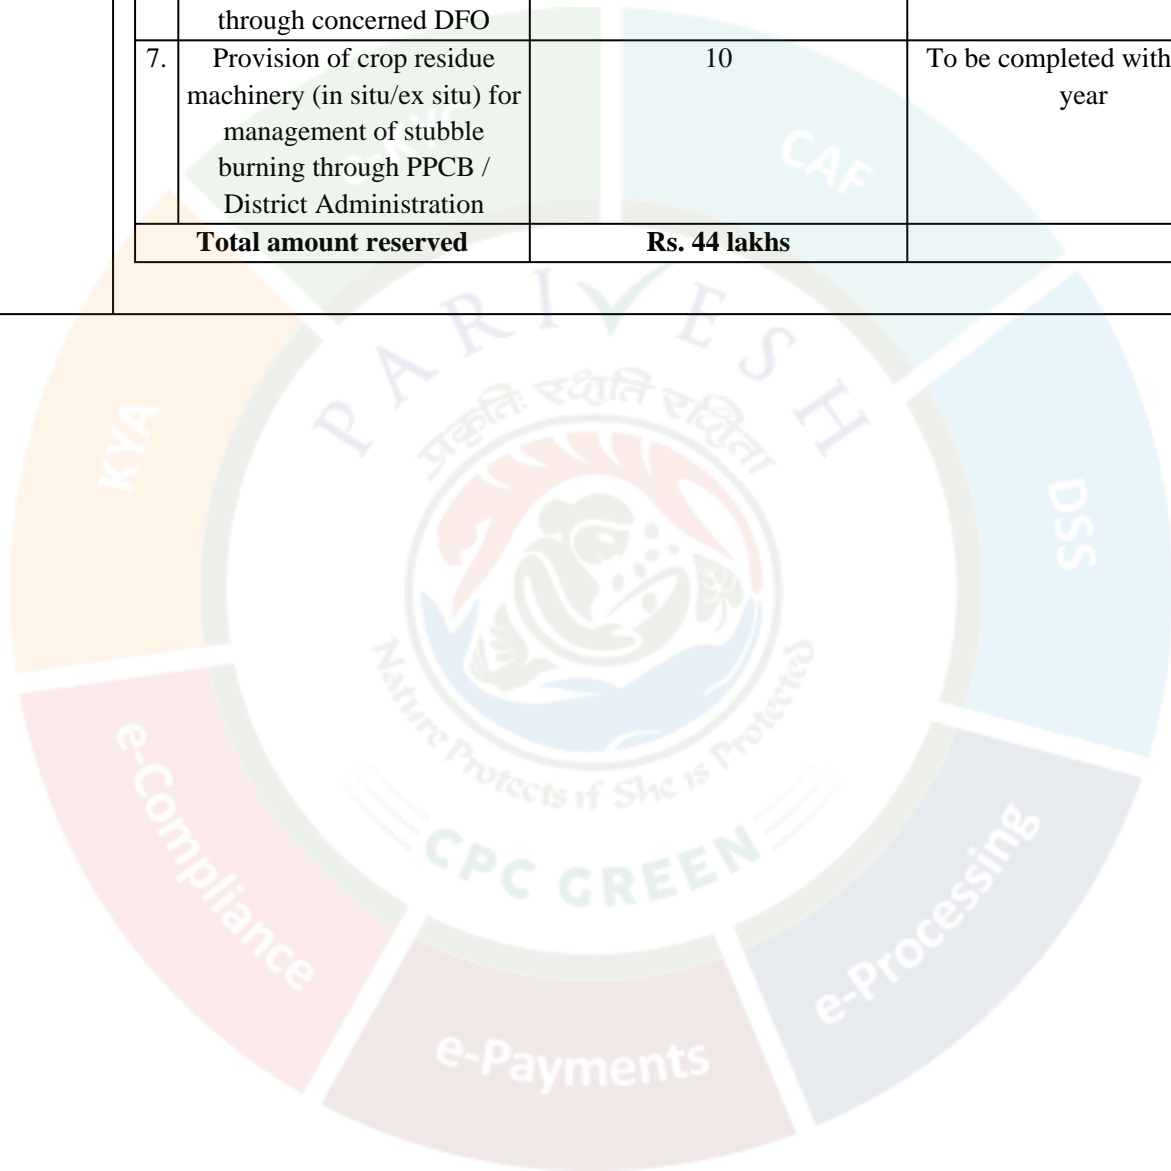 through concerned DFO
7. Provision of crop residue 10 To be completed with
machinery (in situ/ex situ) for year
management of stubble
burning through PPCB /
District Administration
Total amount reserved Rs. 44 lakhs
e-KYC
CAF
PARIVESH
प्रकृतिः रक्षति रक्षिता
KYA
DSS
Nature Protects if She is Protected
e-Compliance
CPC GREEN
e-Processing
e-Payments